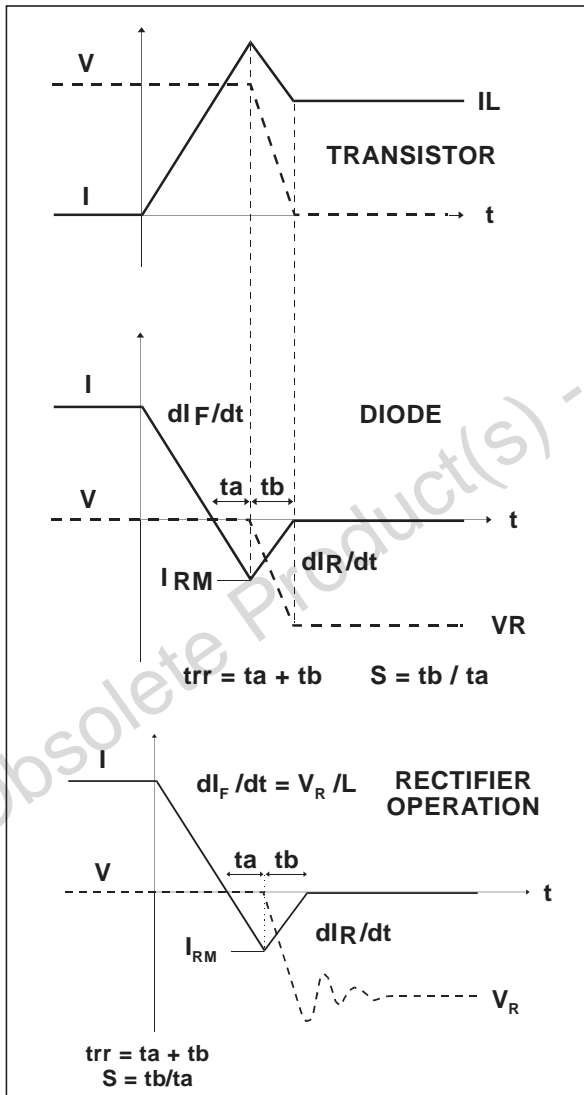 V
IL
TRANSISTOR
I
t
I
dIF/dt
DIODE
ta tb
V
t
IRM
dIR/dt
VR
trr = ta + tb S = tb / ta
I
dIF/dt = VR/L
RECTIFIER
OPERATION
ta tb
V
t
IRM
dIR/dt
VR
trr = ta + tb
S = tb/ta
Obsolete Product(s) -